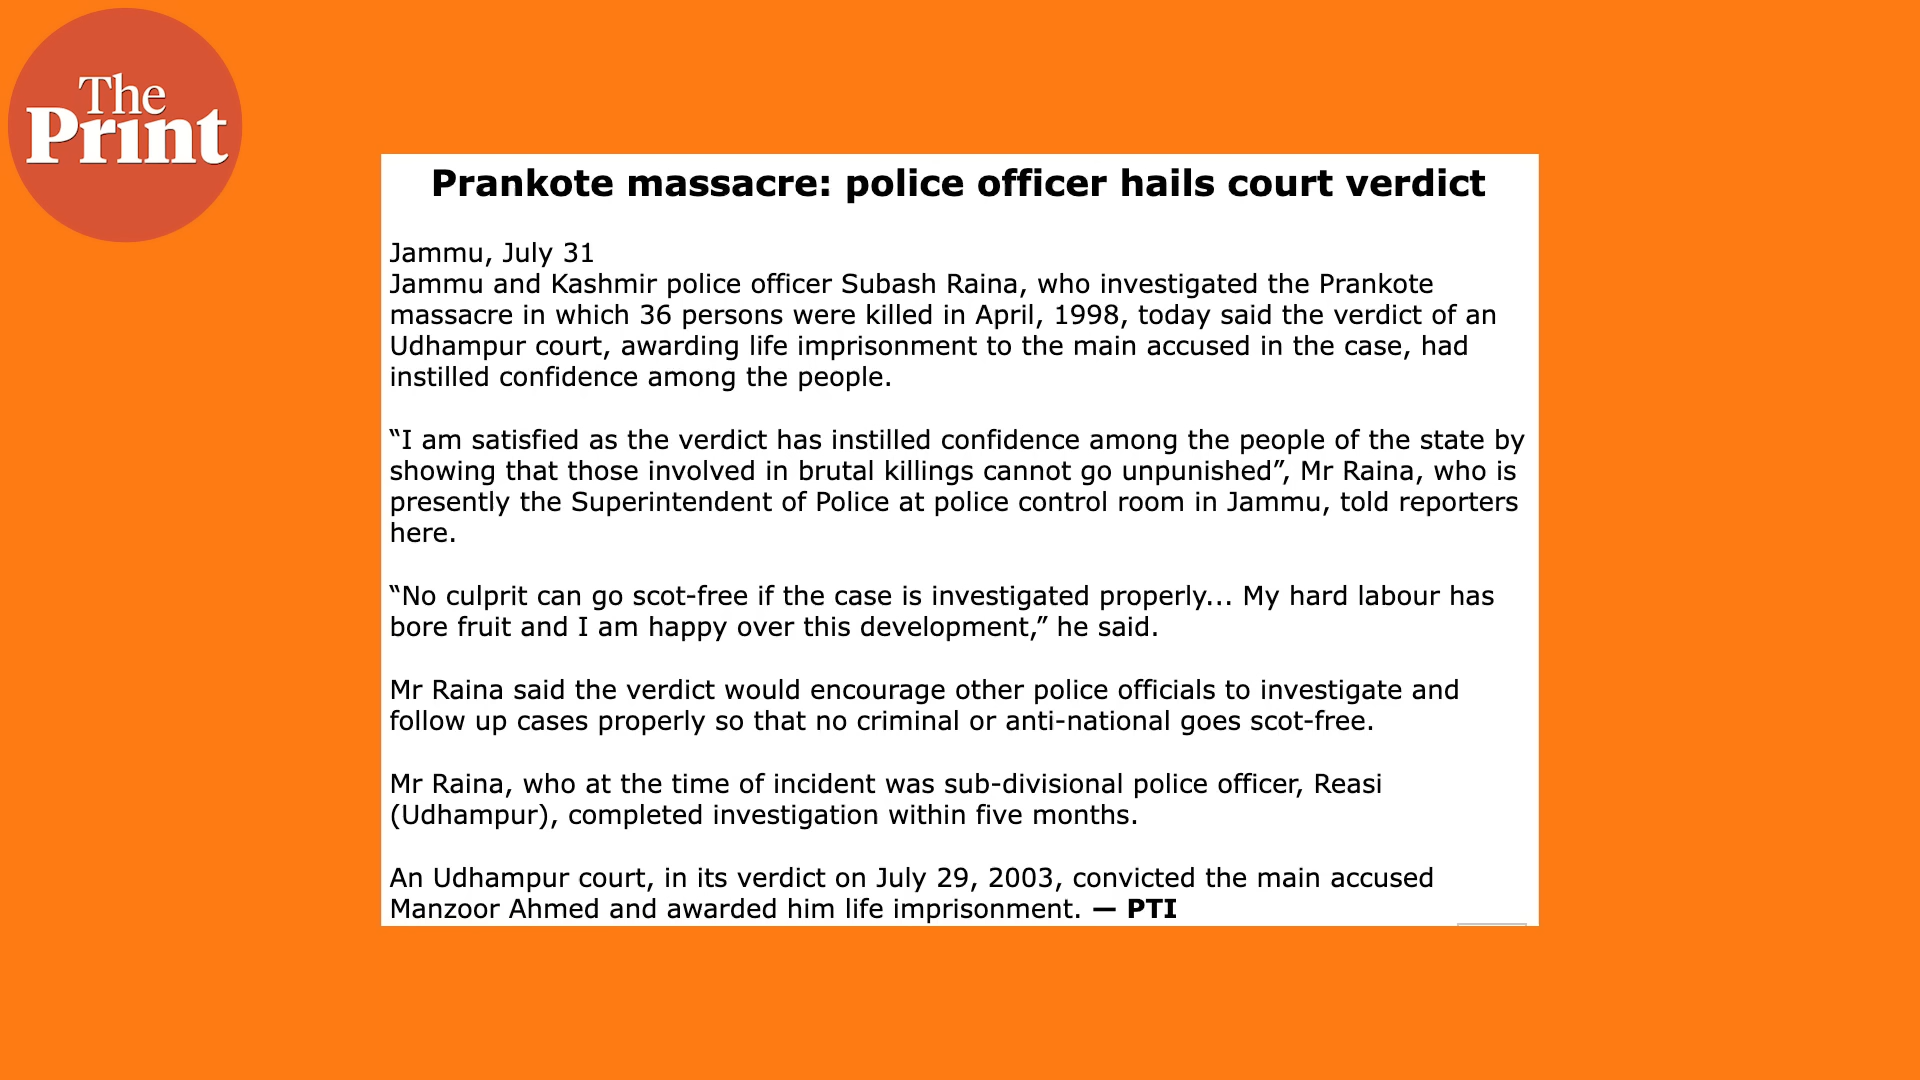 The
Print
Prankote massacre: police officer hails court verdict
Jammu, July 31
Jammu and Kashmir police officer Subash Raina, who investigated the Prankote
massacre in which 36 persons were killed in April, 1998, today said the verdict of an
Udhampur court, awarding life imprisonment to the main accused in the case, had
instilled confidence among the people.
“I am satisfied as the verdict has instilled confidence among the people of the state by
showing that those involved in brutal killings cannot go unpunished”, Mr Raina, who is
presently the Superintendent of Police at police control room in Jammu, told reporters
here.
“No culprit can go scot-free if the case is investigated properly... My hard labour has
bore fruit and I am happy over this development,” he said.
Mr Raina said the verdict would encourage other police officials to investigate and
follow up cases properly so that no criminal or anti-national goes scot-free.
Mr Raina, who at the time of incident was sub-divisional police officer, Reasi
(Udhampur), completed investigation within five months.
An Udhampur court, in its verdict on July 29, 2003, convicted the main accused
Manzoor Ahmed and awarded him life imprisonment. — PTI